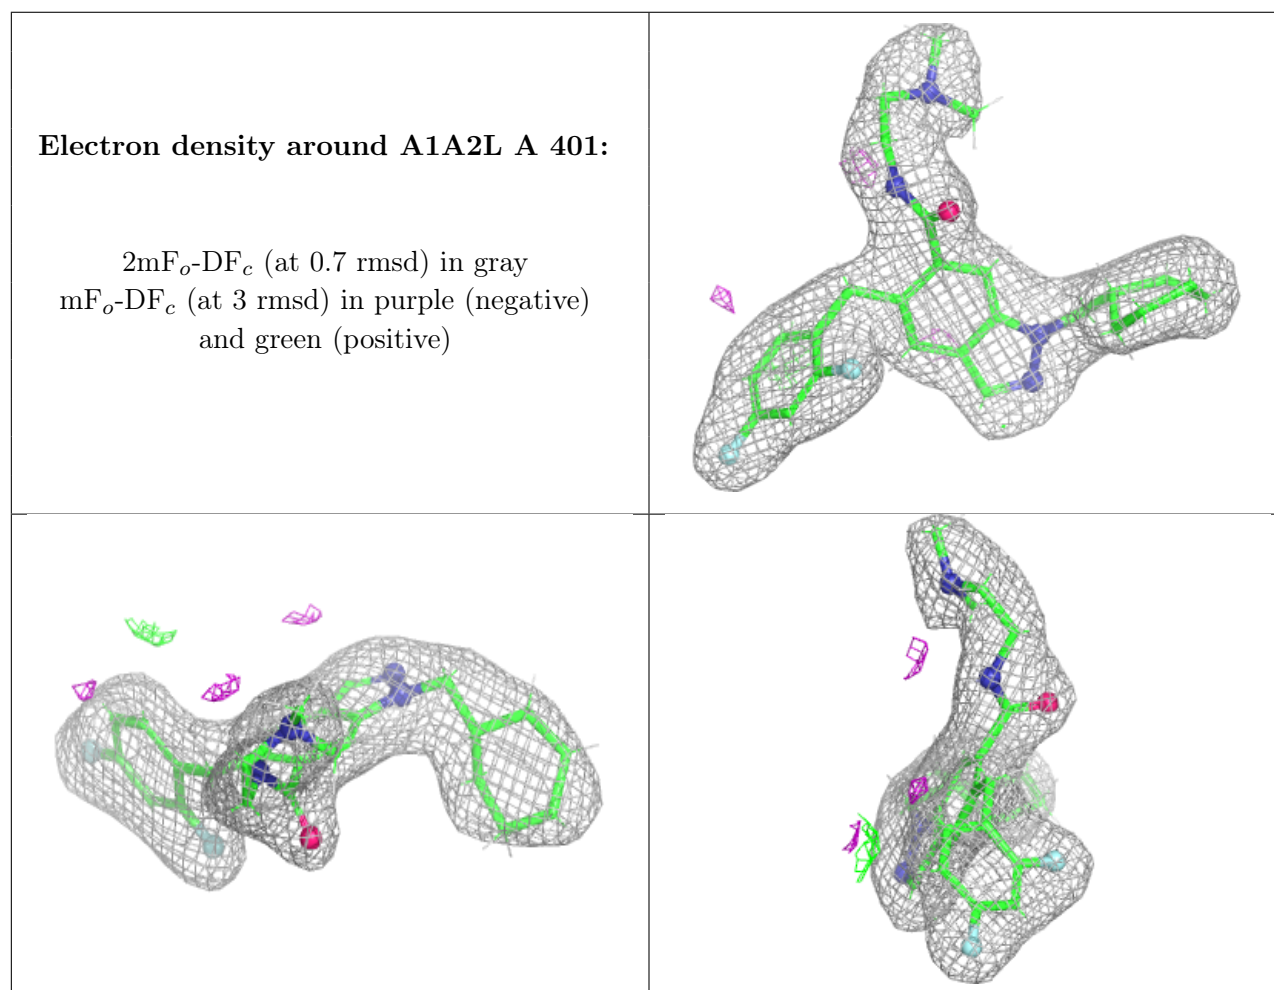 Electron density around A1A2L A 401:
2mFo-DFc (at 0.7 rmsd) in gray
mFo-DFc (at 3 rmsd) in purple (negative)
and green (positive)